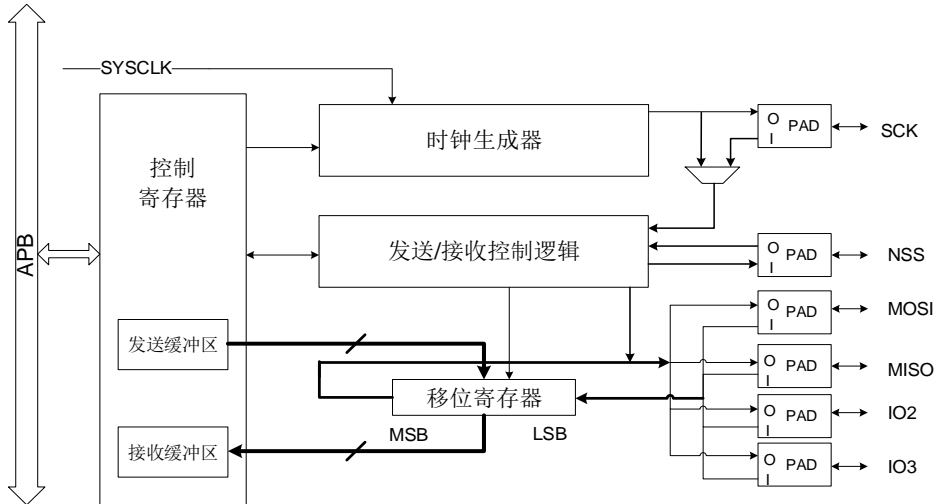 SYSCLK
APB
控制
寄存器
时钟生成器
O
I
PAD
SCK
发送/接收控制逻辑
O
I
PAD
NSS
O
I
PAD
MOSI
发送缓冲区
O
I
PAD
MISO
移位寄存器
O
I
PAD
IO2
MSB
LSB
接收缓冲区
O
I
PAD
IO3